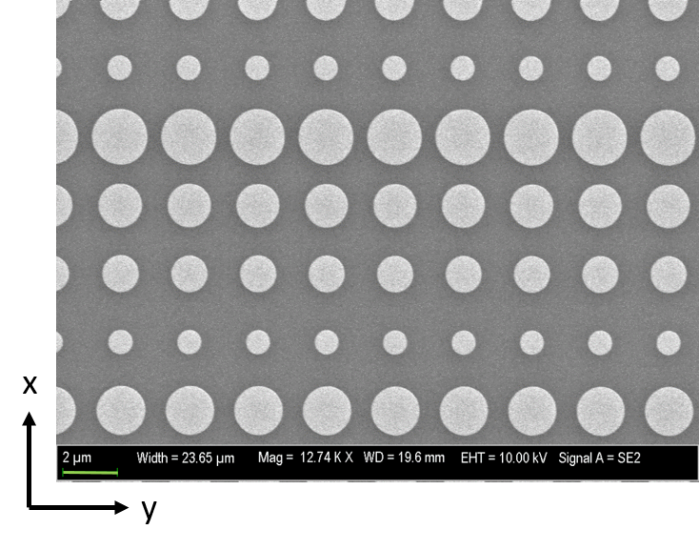 x
2 µm Width = 23.65 µm Mag = 12.74 K X WD = 19.6 mm EHT = 10.00 kV Signal A = SE2
y